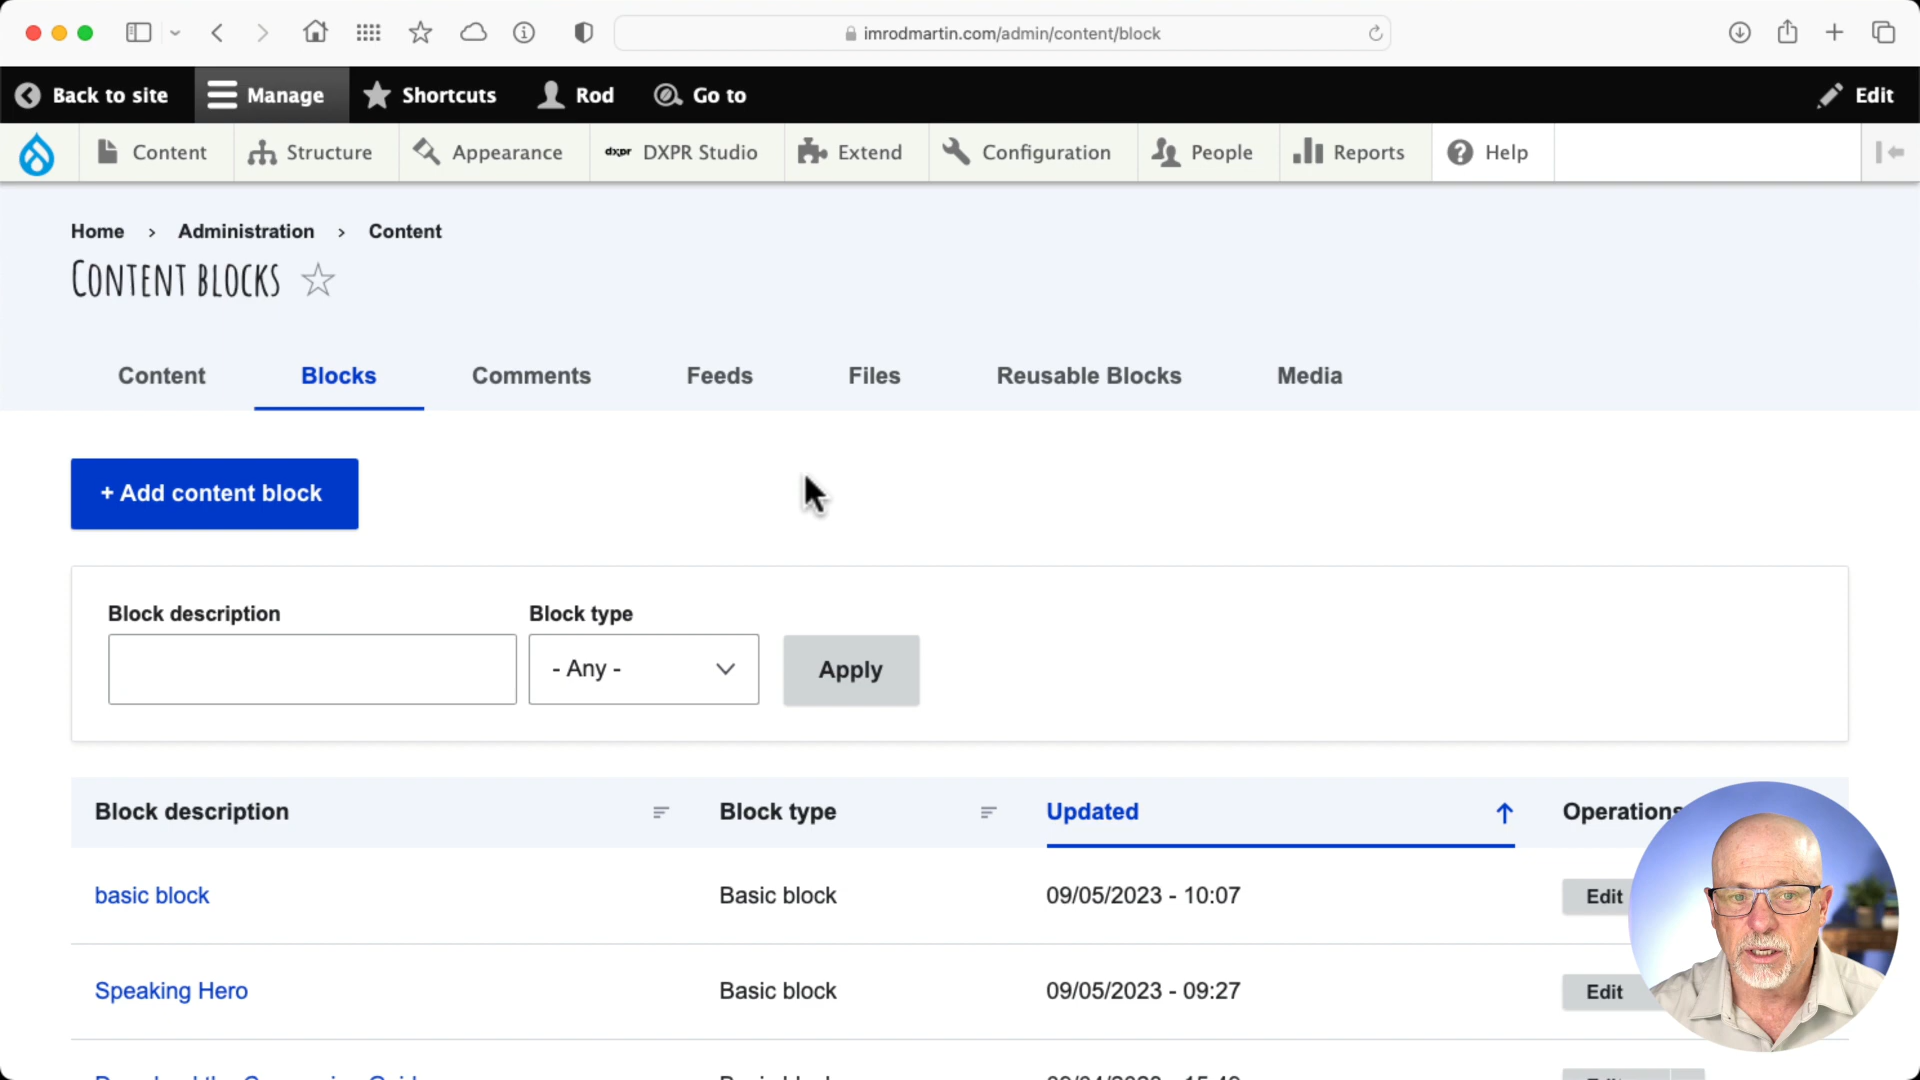 imrodmartin.com/admin/content/block
Back to site Manage Shortcuts Rod Go to Edit
Content Structure Appearance dxpr DXPR Studio Extend Configuration People Reports Help
Home › Administration › Content
Content blocks
Content Blocks Comments Feeds Files Reusable Blocks Media
+ Add content block
Block description Block type
- Any - Apply
Block description Block type Updated Operations
basic block Basic block 09/05/2023 - 10:07 Edit
Speaking Hero Basic block 09/05/2023 - 09:27 Edit